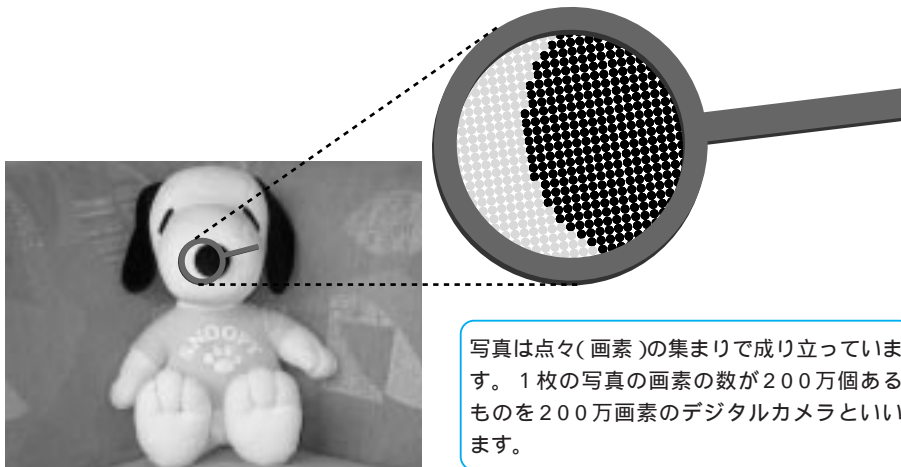 SNOOPY
写真は点々(画素)の集まりで成り立っていま
す。1枚の写真の画素の数が200万個ある
ものを200万画素のデジタルカメラといい
ます。